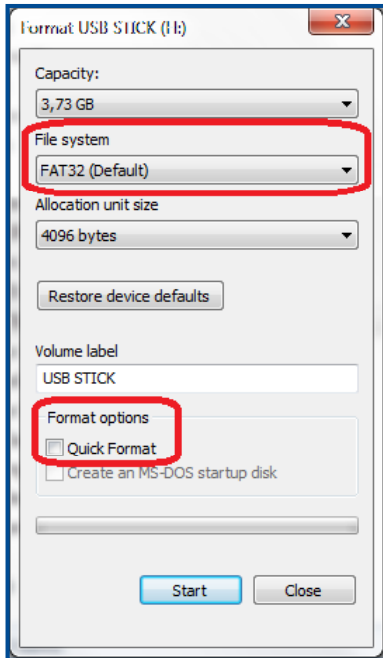 Format USB STICK (H:)
Capacity:
3,73 GB
File system
FAT32 (Default)
Allocation unit size
4096 bytes
Restore device defaults
Volume label
USB STICK
Format options
Quick Format
Create an MS-DOS startup disk
Start
Close